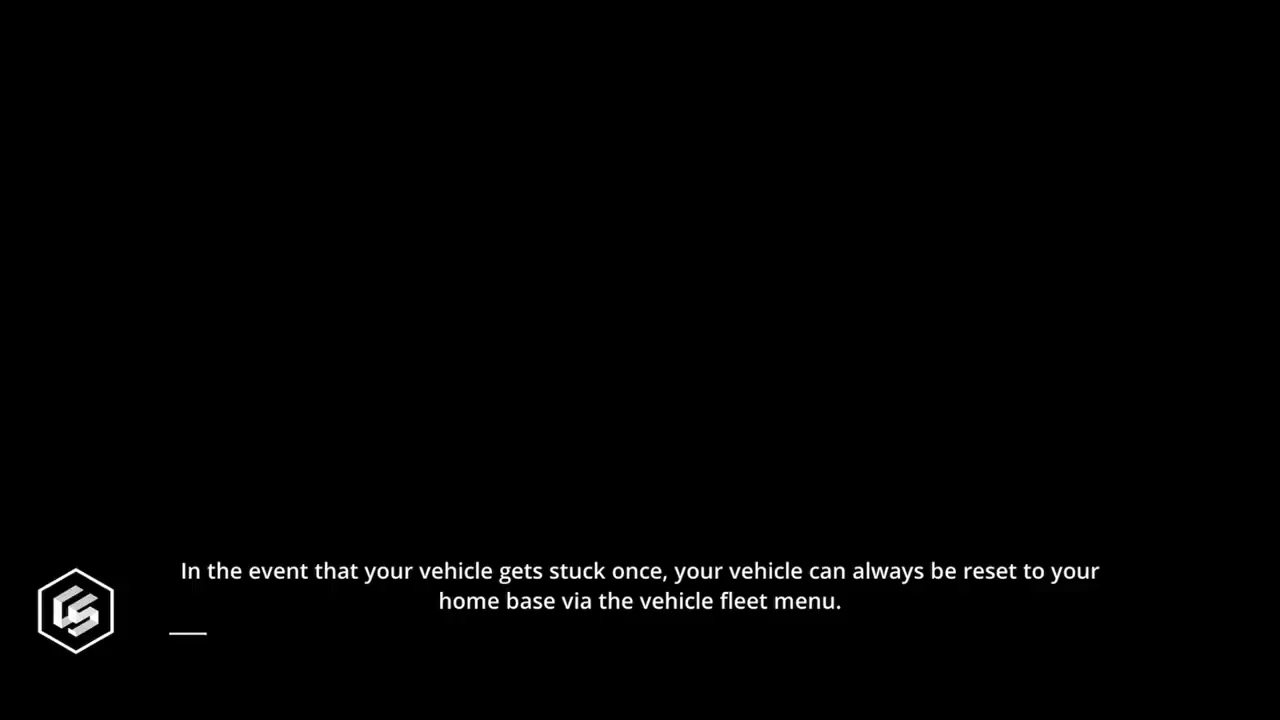 In the event that your vehicle gets stuck once, your vehicle can always be reset to your
home base via the vehicle fleet menu.